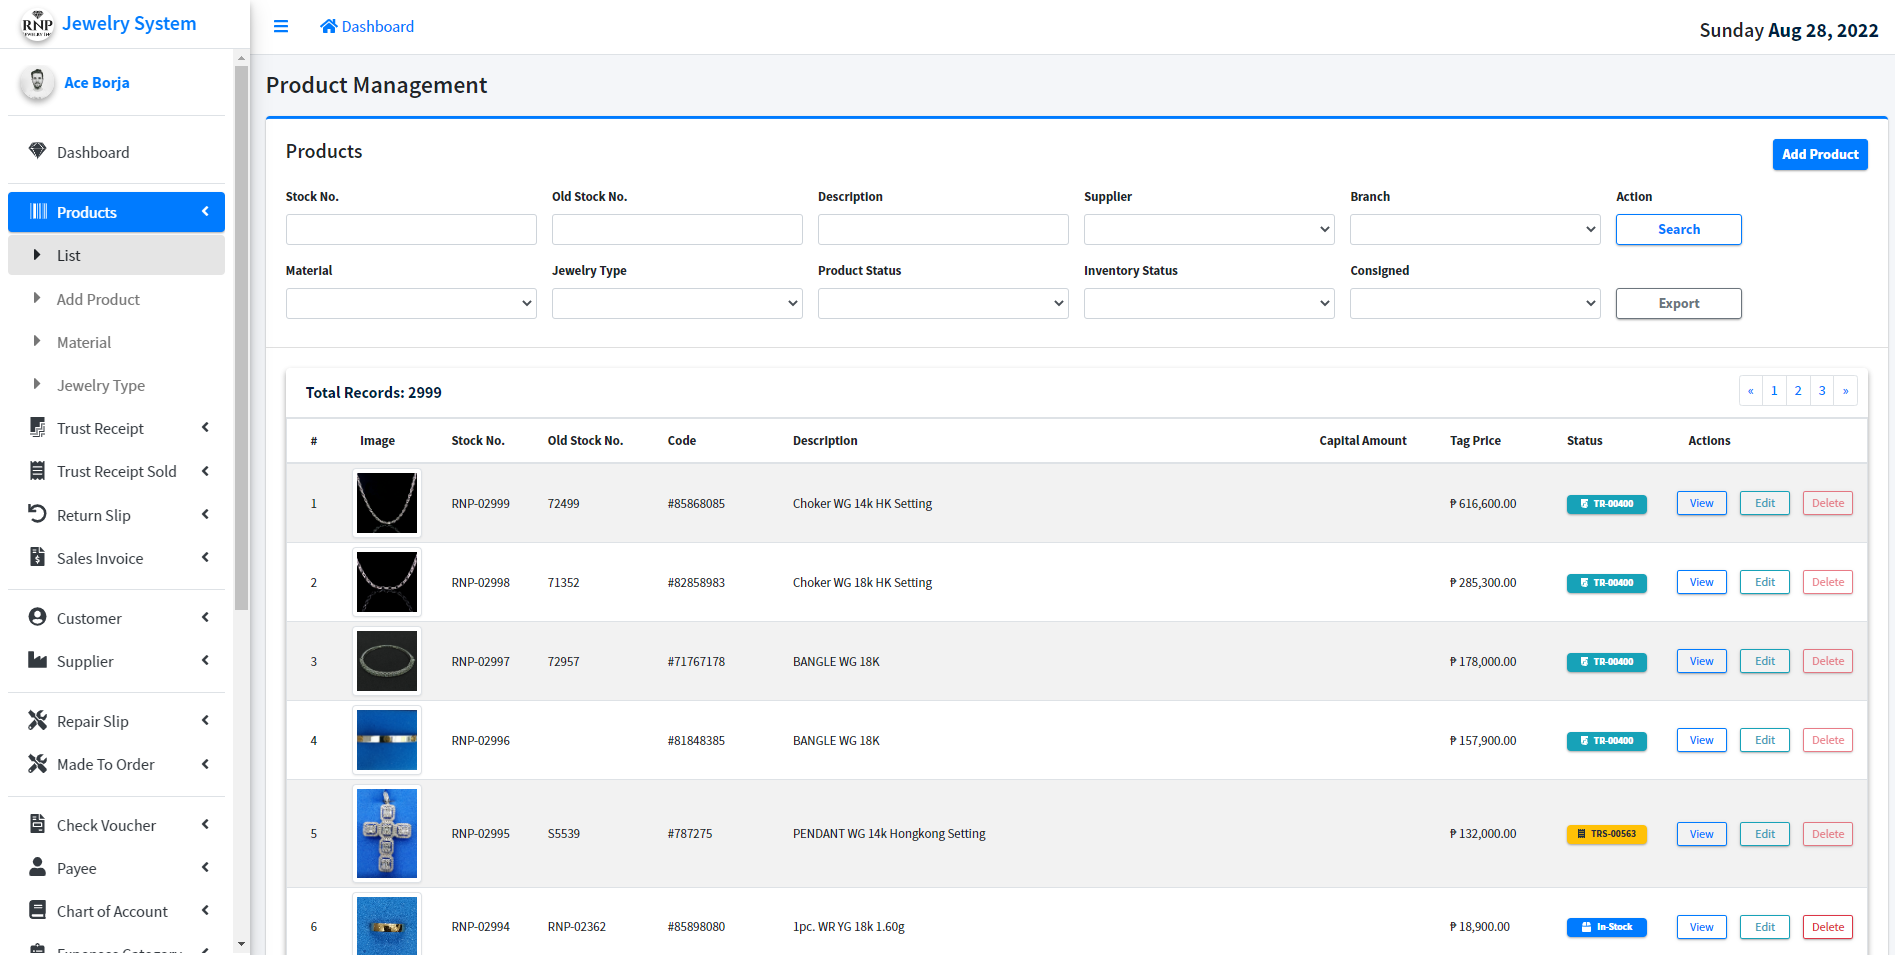 RNP
Jewelry System
Dashboard
Sunday Aug 28, 2022
Ace Borja
Dashboard
Products
List
Add Product
Material
Jewelry Type
Trust Receipt
Trust Receipt Sold
Return Slip
Sales Invoice
Customer
Supplier
Repair Slip
Made To Order
Check Voucher
Payee
Chart of Account
Expenses Category
Product Management
Products
Add Product
Stock No. Old Stock No. Description Supplier Branch Action
Search
Material Jewelry Type Product Status Inventory Status Consigned
Export
Total Records: 2999
« 1 2 3 »
# Image Stock No. Old Stock No. Code Description Capital Amount Tag Price Status Actions
1 RNP-02999 72499 #85868085 Choker WG 14k HK Setting ₱ 616,600.00 TR-00400 View Edit Delete
2 RNP-02998 71352 #82858983 Choker WG 18k HK Setting ₱ 285,300.00 TR-00400 View Edit Delete
3 RNP-02997 72957 #71767178 BANGLE WG 18K ₱ 178,000.00 TR-00400 View Edit Delete
4 RNP-02996 #81848385 BANGLE WG 18K ₱ 157,900.00 TR-00400 View Edit Delete
5 RNP-02995 S5539 #787275 PENDANT WG 14k Hongkong Setting ₱ 132,000.00 TRS-00563 View Edit Delete
6 RNP-02994 RNP-02362 #85898080 1pc. WR YG 18k 1.60g ₱ 18,900.00 In-Stock View Edit Delete